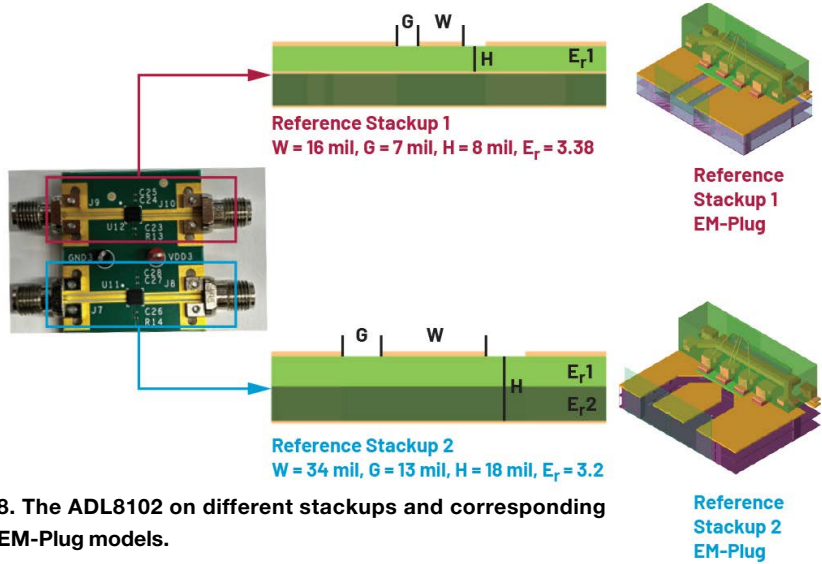 G W
H
Er1
Reference Stackup 1
W = 16 mil, G = 7 mil, H = 8 mil, Er = 3.38
Reference
Stackup 1
EM-Plug
J9
C25
C24
J10
U12
C23
R13
GND3
VDD3
U11
C28
C27
J8
J7
C26
R14
G W
H
Er1
Er2
Reference Stackup 2
W = 34 mil, G = 13 mil, H = 18 mil, Er = 3.2
Reference
Stackup 2
EM-Plug
8. The ADL8102 on different stackups and corresponding
EM-Plug models.